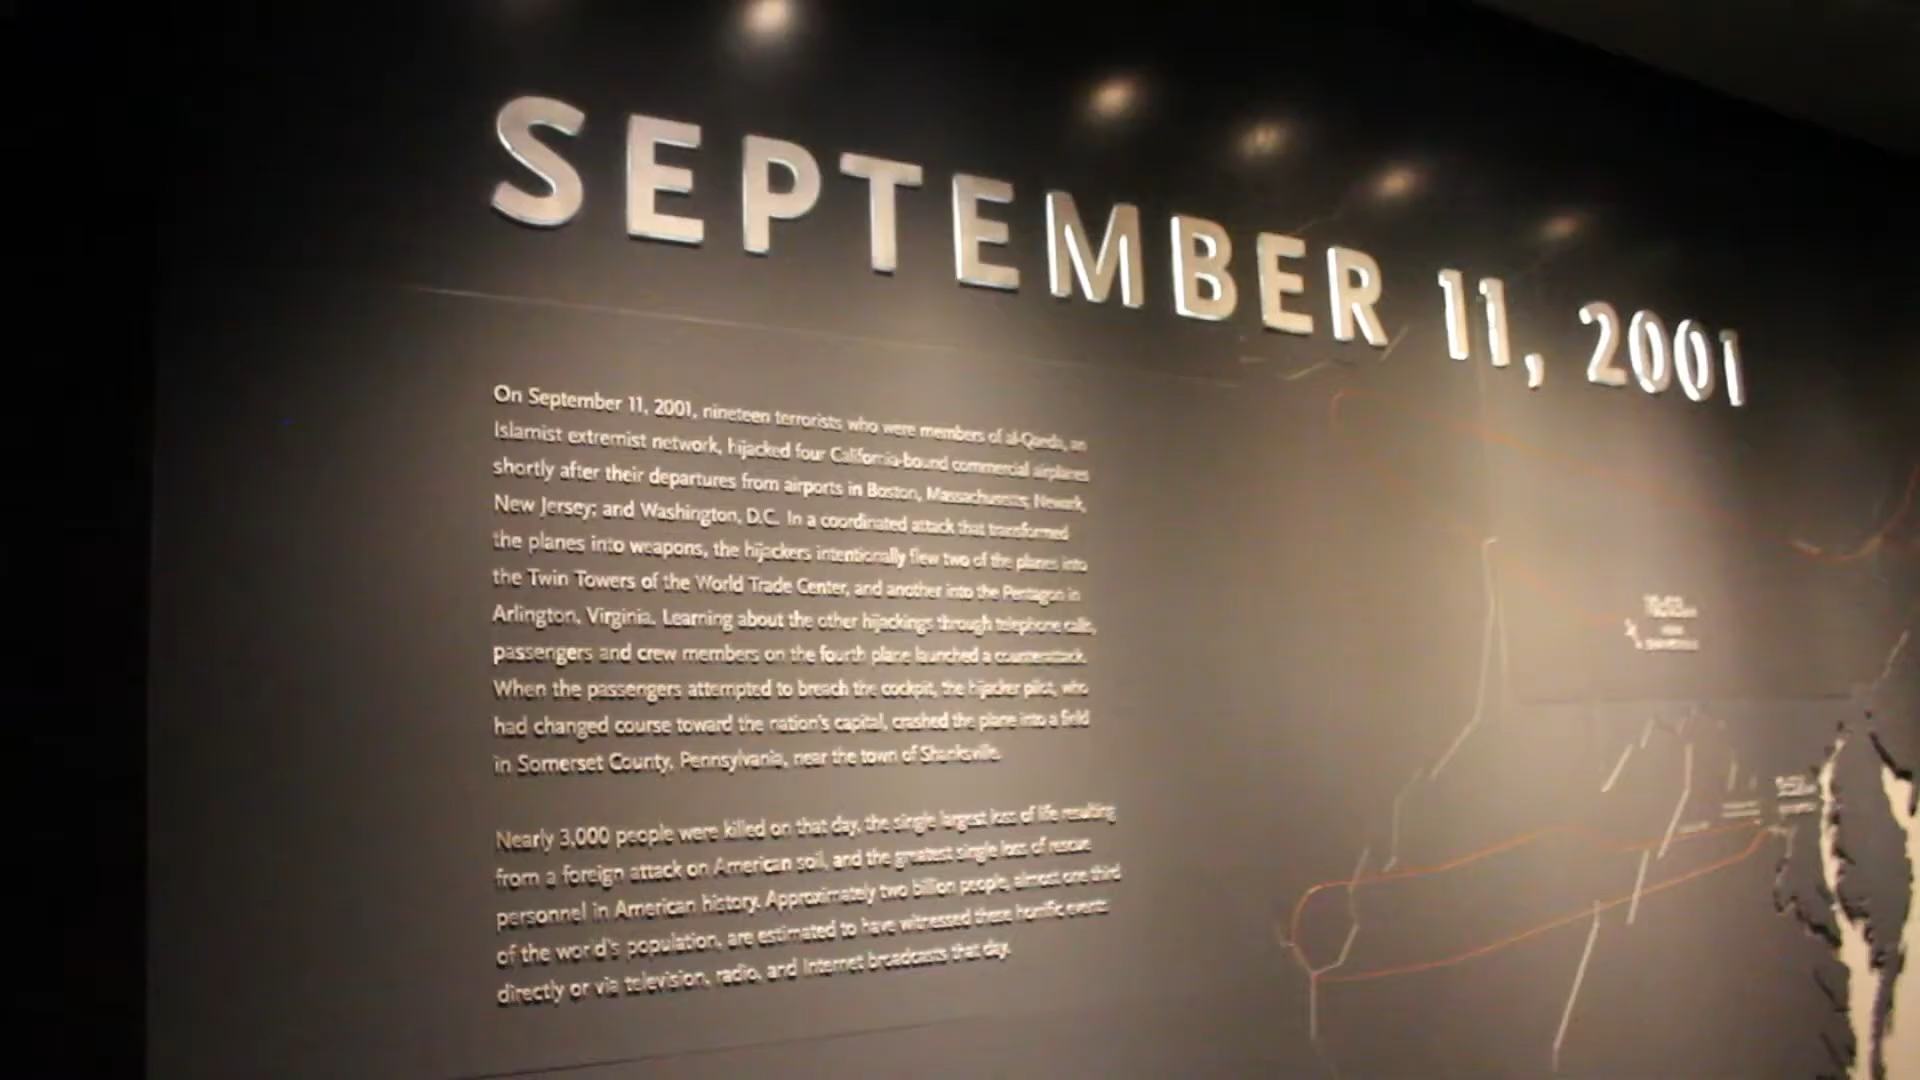 SEPTEMBER 11, 2001
On September 11, 2001, nineteen terrorists who were members of al-Qaeda, an
Islamist extremist network, hijacked four California-bound commercial airplanes
shortly after their departures from airports in Boston, Massachusetts; Newark,
New Jersey; and Washington, D.C. In a coordinated attack that transformed
the planes into weapons, the hijackers intentionally flew two of the planes into
the Twin Towers of the World Trade Center, and another into the Pentagon in
Arlington, Virginia. Learning about the other hijackings through telephone calls,
passengers and crew members on the fourth plane launched a counterattack.
When the passengers attempted to breach the cockpit, the hijacker pilot, who
had changed course toward the nation's capital, crashed the plane into a field
in Somerset County, Pennsylvania, near the town of Shanksville.
Nearly 3,000 people were killed on that day, the single largest loss of life resulting
from a foreign attack on American soil, and the greatest single loss of rescue
personnel in American history. Approximately two billion people, almost one third
of the world's population, are estimated to have witnessed these horrific events
directly or via television, radio, and Internet broadcasts that day.